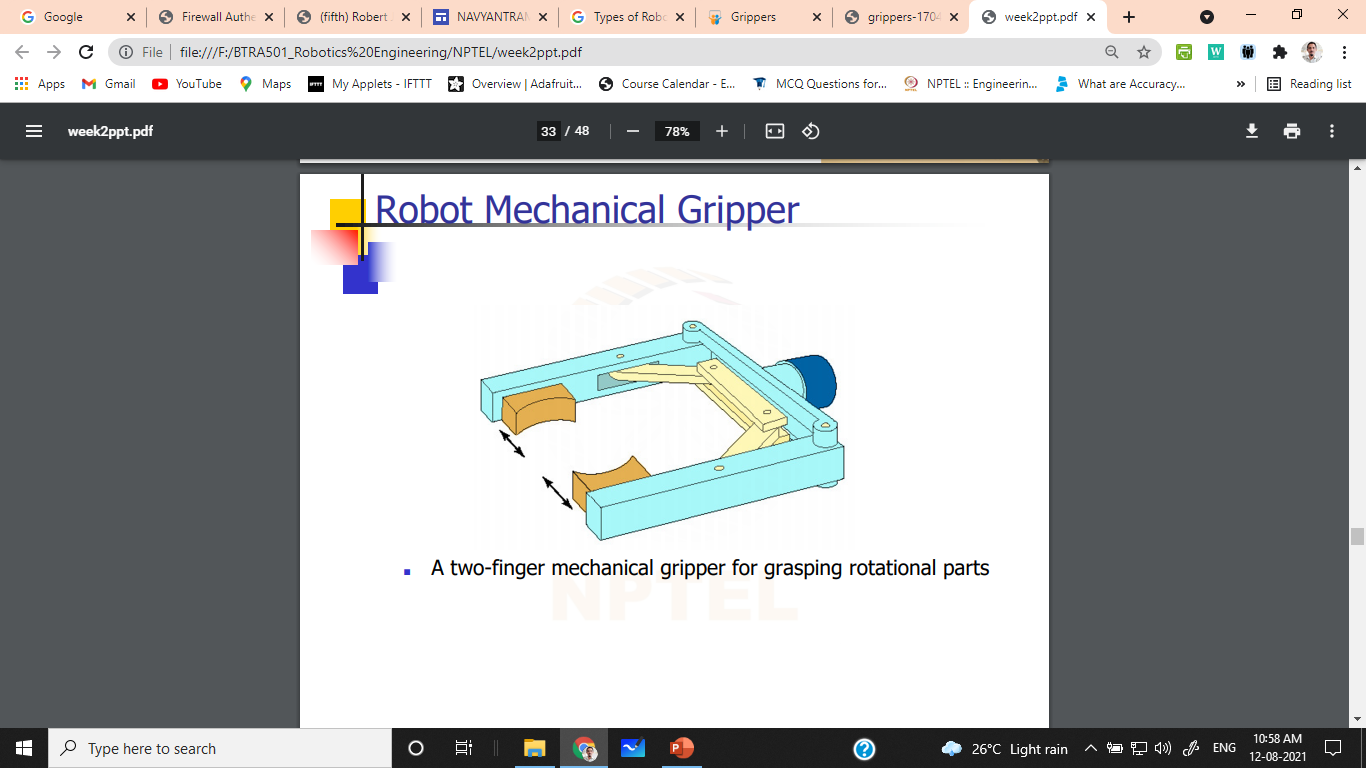 Google
Firewall Authe
(fifth) Robert J
NAVYANTRAM
Types of Robo
Grippers
grippers-1704
week2ppt.pdf
File
file:///F:/BTRA501_Robotics%20Engineering/NPTEL/week2ppt.pdf
Apps
Gmail
YouTube
Maps
IFTTT
My Applets - IFTTT
Overview | Adafruit...
Course Calendar - E...
MCQ Questions for...
NPTEL :: Engineerin...
What are Accuracy...
»
Reading list
week2ppt.pdf
33 / 48
78%
Robot Mechanical Gripper
A two-finger mechanical gripper for grasping rotational parts
NPTEL
Type here to search
26°C Light rain
ENG
10:58 AM
12-08-2021